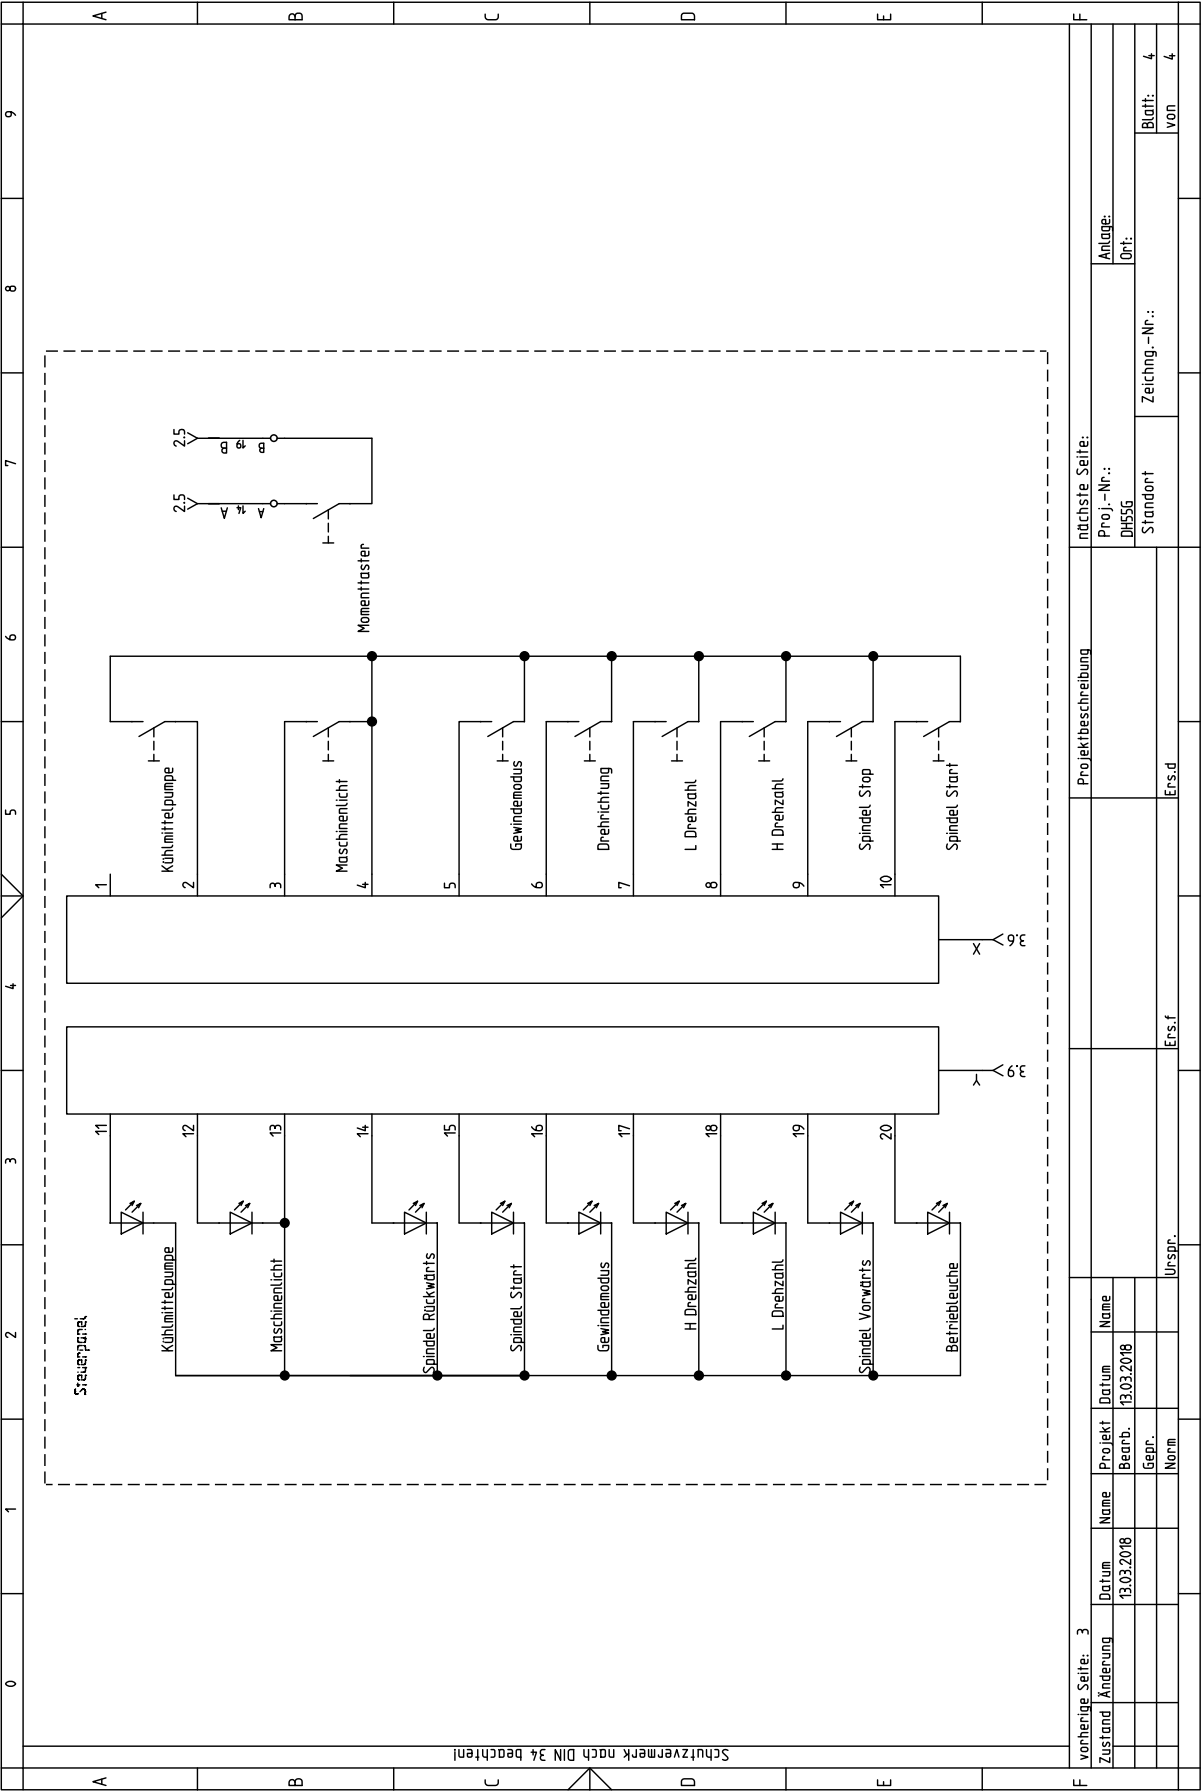 0 1 2 3 4 5 6 7 8 9
A
B
C
D
E
F
A
B
C
D
E
F
Schutzvermerk nach DIN 34 beachten!
Steuerpanel
11
Kühlmittelpumpe
12
Maschinenlicht
13
14
Spindel Rückwärts
15
Spindel Start
16
Gewindemodus
17
H Drehzahl
18
L Drehzahl
19
Spindel Vorwärts
20
Betriebleuche
Y
3.9
X
3.6
1
Kühlmittelpumpe
2
3
Maschinenlicht
4
5
Gewindemodus
6
Drehrichtung
7
L Drehzahl
8
H Drehzahl
9
Spindel Stop
10
Spindel Start
Momenttaster
2.5
A 14 A
2.5
B 19 B
vorherige Seite: 3
Projektbeschreibung
nächste Seite:
Zustand Änderung Datum Name Projekt Datum Name
13.03.2018 Bearb. 13.03.2018
Gepr.
Norm
Urspr.
Ers.f
Ers.d
Proj.-Nr.:
DH55G
Anlage:
Ort:
Standort
Zeichng.-Nr.:
Blatt: 4
von 4